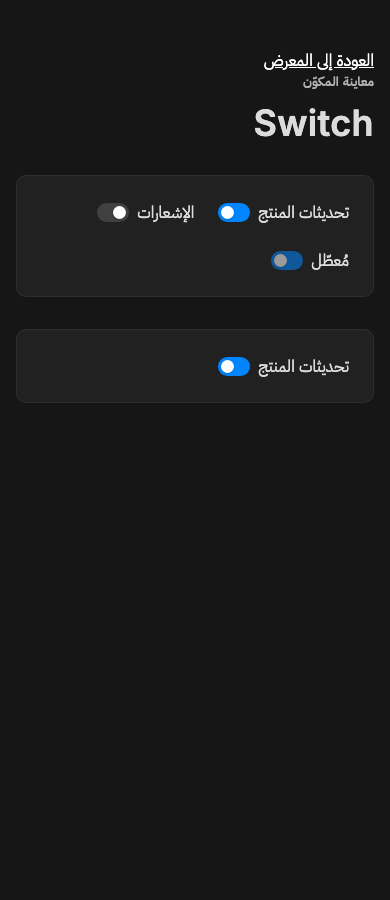 العودة إلى المعرض
معاينة المكوّن
Switch
تحديثات المنتج
الإشعارات
مُعطّل
تحديثات المنتج